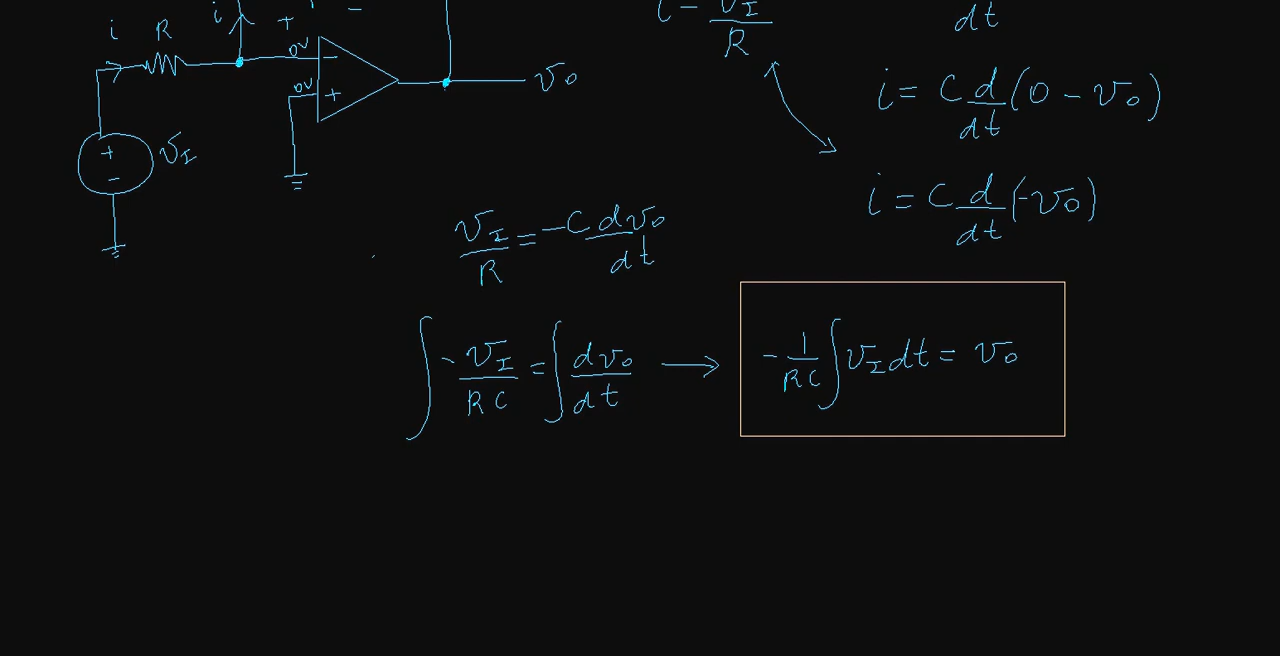 i R i + -
0V -
0V +
v_o
+
-
v_I
i = v_I / R
dt
i = C d/dt (0 - v_o)
i = C d/dt (-v_o)
v_I / R = -C dv_o / dt
∫ - v_I / RC = ∫ dv_o / dt → - 1/RC ∫ v_I dt = v_o